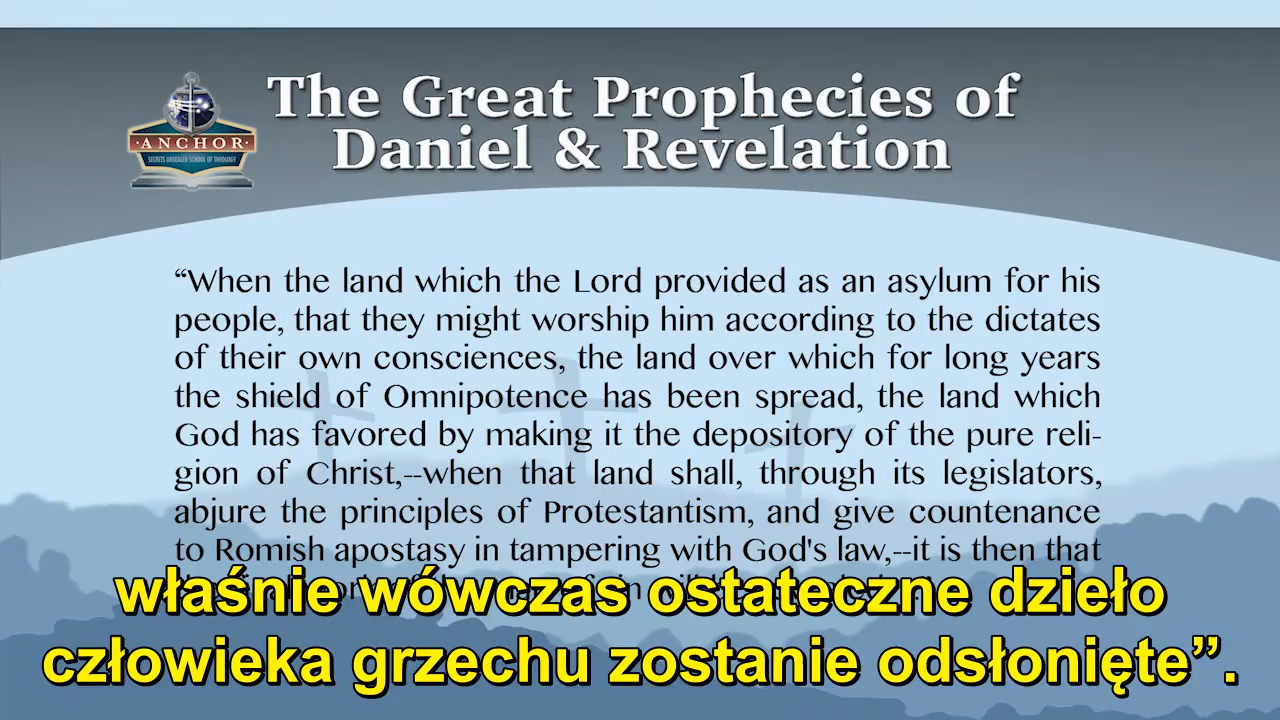 The Great Prophecies of
Daniel & Revelation
·ANCHOR·
SECRETS UNSEALED SCHOOL OF THEOLOGY
“When the land which the Lord provided as an asylum for his
people, that they might worship him according to the dictates
of their own consciences, the land over which for long years
the shield of Omnipotence has been spread, the land which
God has favored by making it the depository of the pure reli-
gion of Christ,--when that land shall, through its legislators,
abjure the principles of Protestantism, and give countenance
to Romish apostasy in tampering with God's law,--it is then that
właśnie wówczas ostateczne dzieło
człowieka grzechu zostanie odsłonięte”.